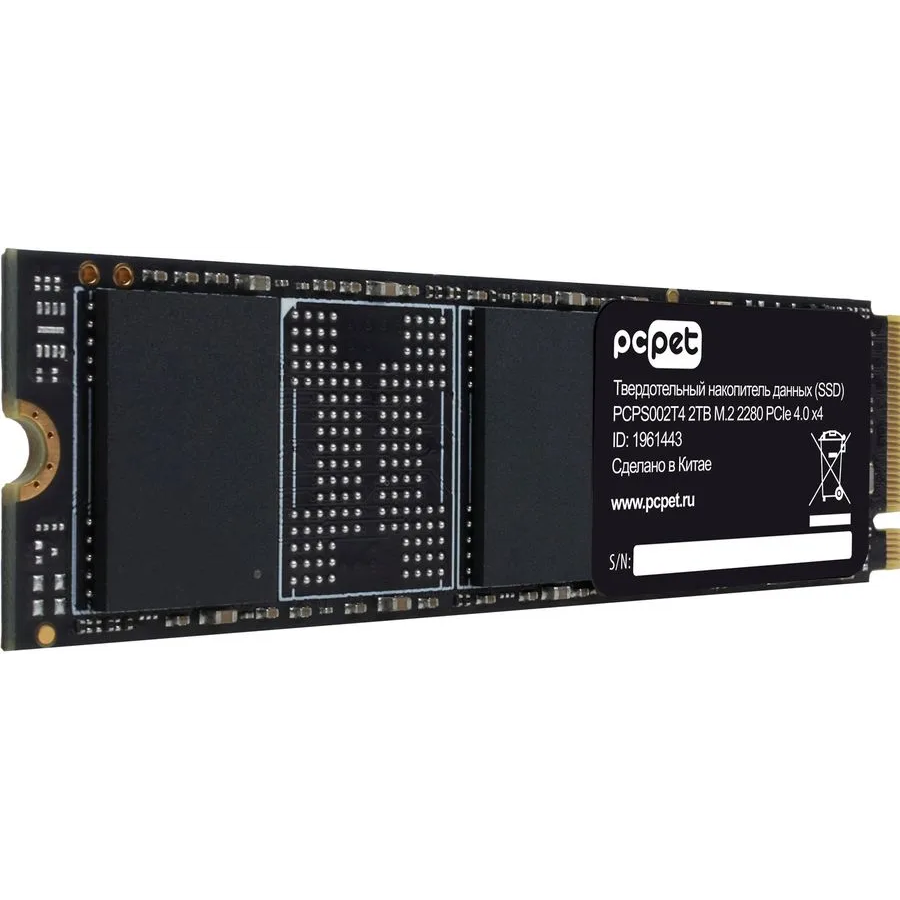 pcpet
Твердотельный накопитель данных (SSD)
PCPS002T4 2TB M.2 2280 PCIe 4.0 x4
ID: 1961443
Сделано в Китае
www.pcpet.ru
S/N: